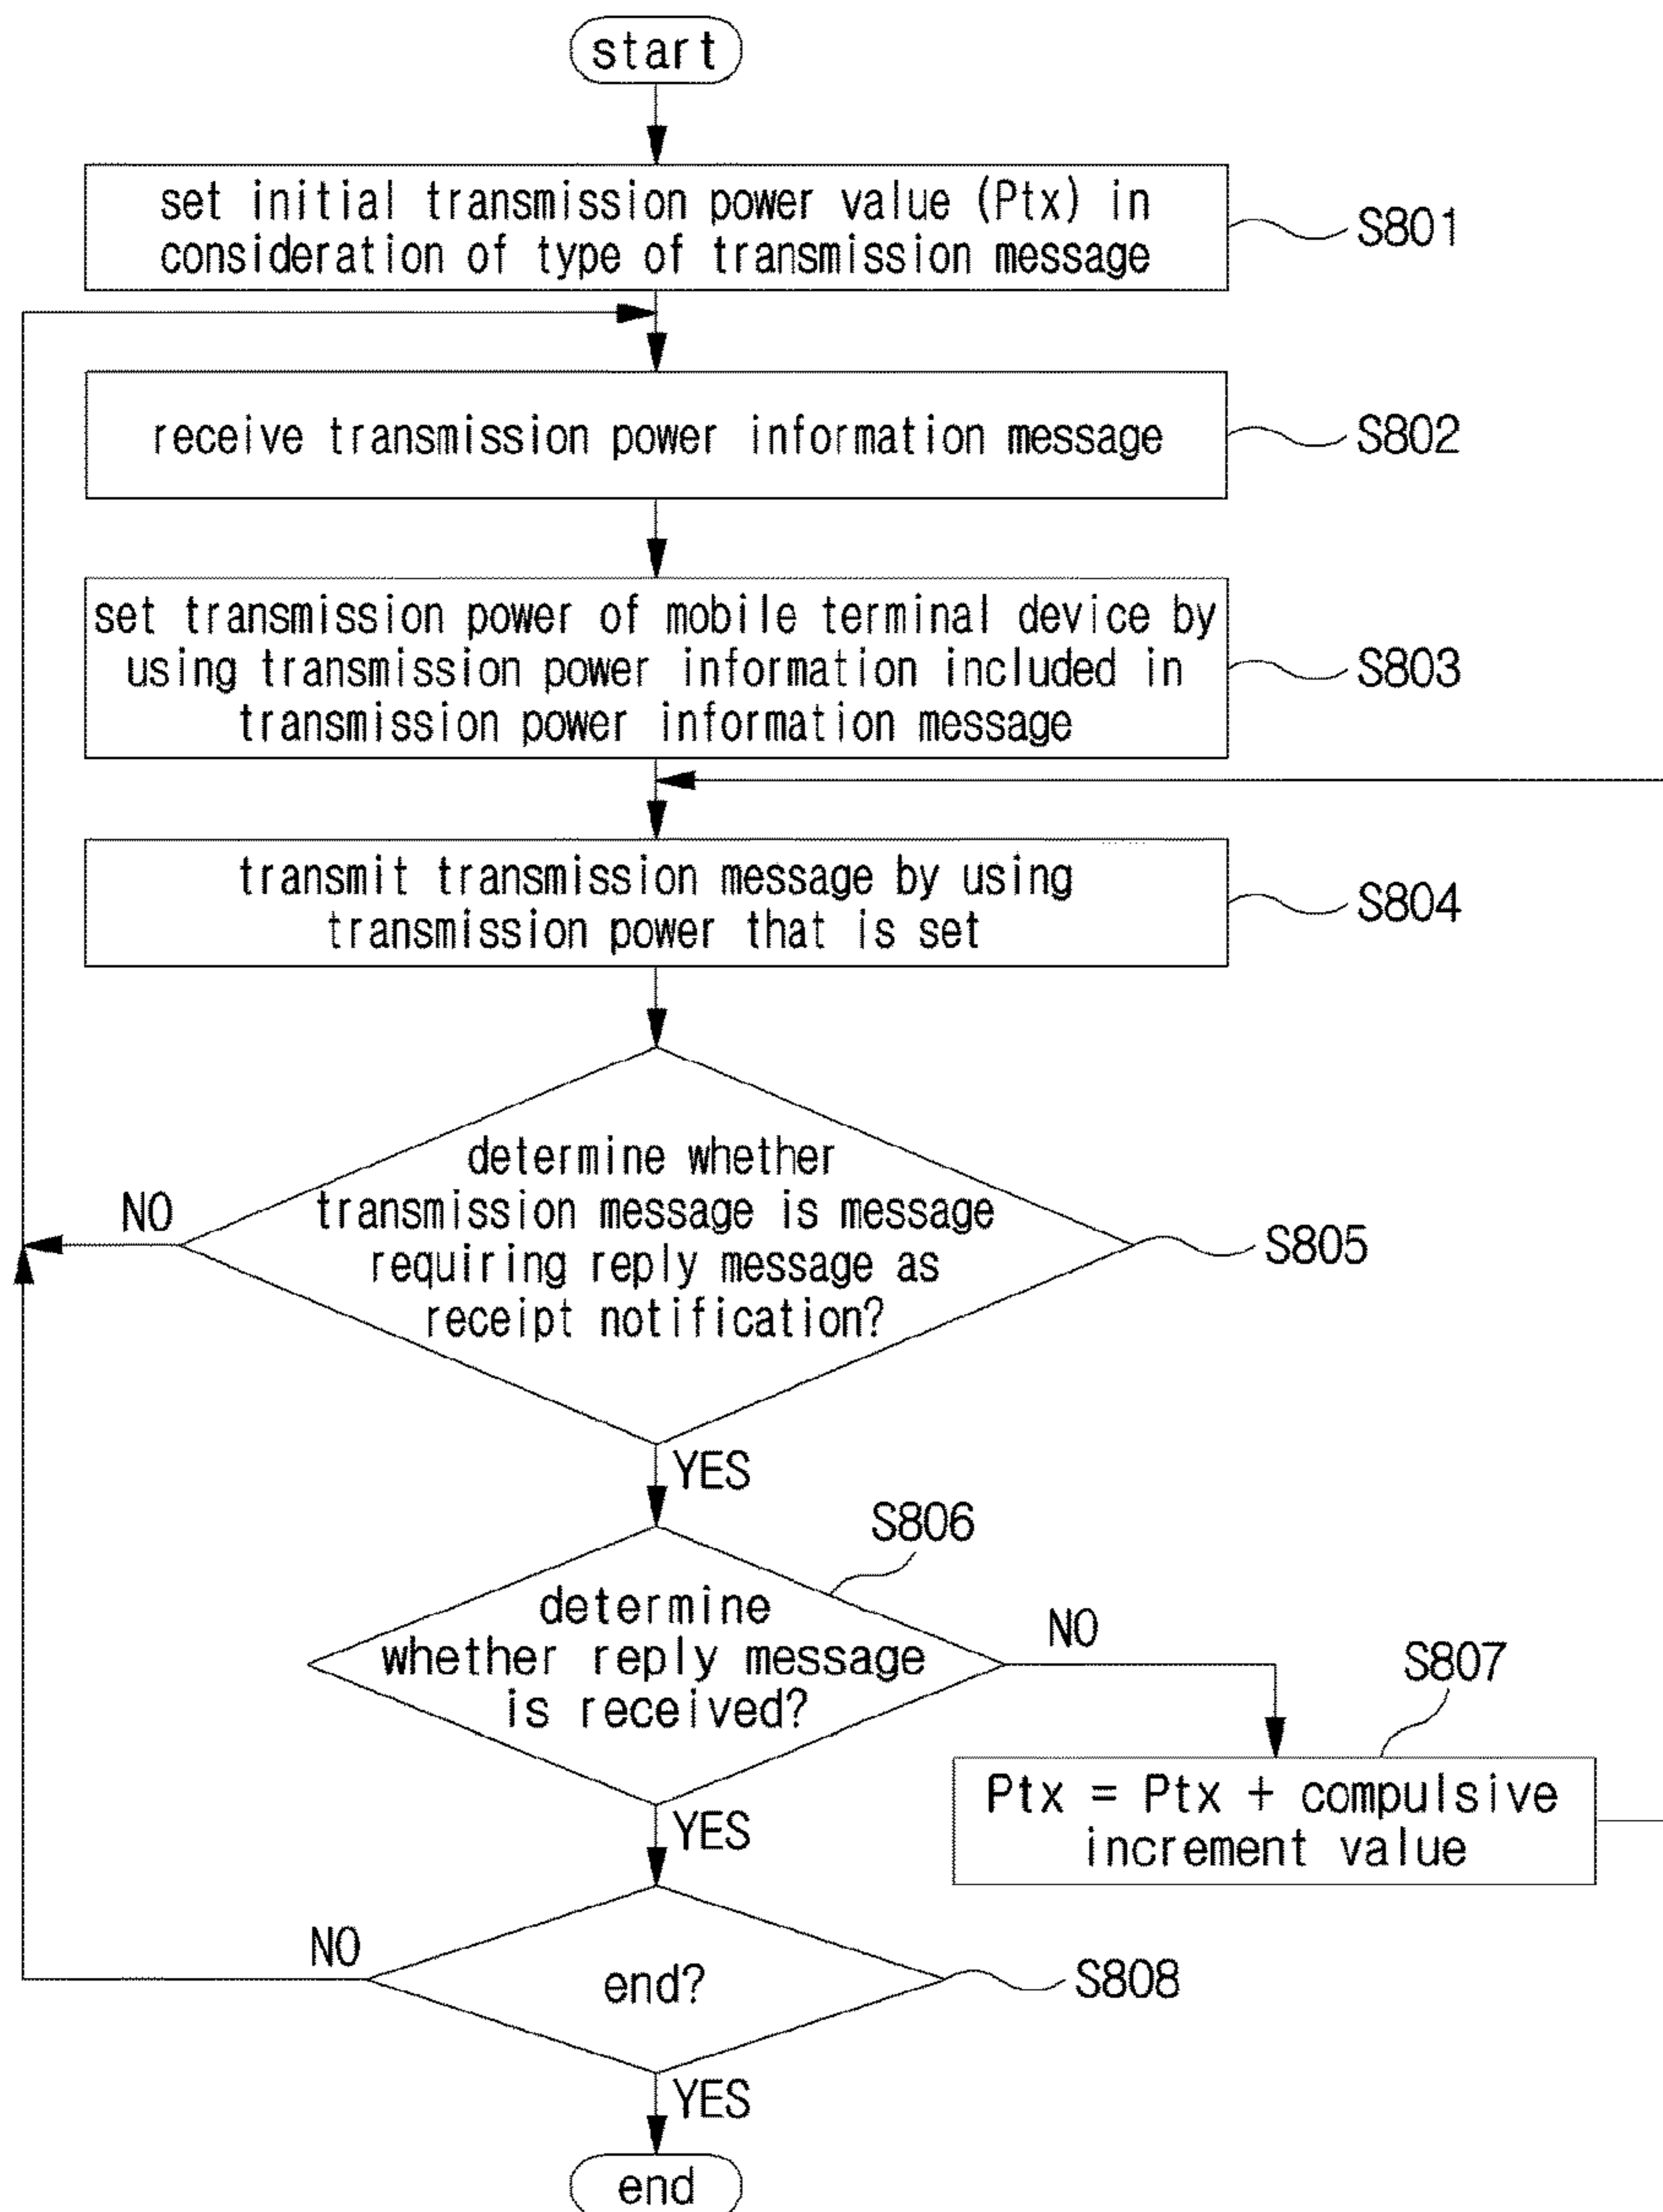 start
set initial transmission power value (Ptx) in
consideration of type of transmission message
S801
receive transmission power information message
S802
set transmission power of mobile terminal device by
using transmission power information included in
transmission power information message
S803
transmit transmission message by using
transmission power that is set
S804
determine whether
transmission message is message
requiring reply message as
receipt notification?
NO
S805
YES
S806
determine
whether reply message
is received?
NO
S807
Ptx = Ptx + compulsive
increment value
YES
NO
end?
S808
YES
end